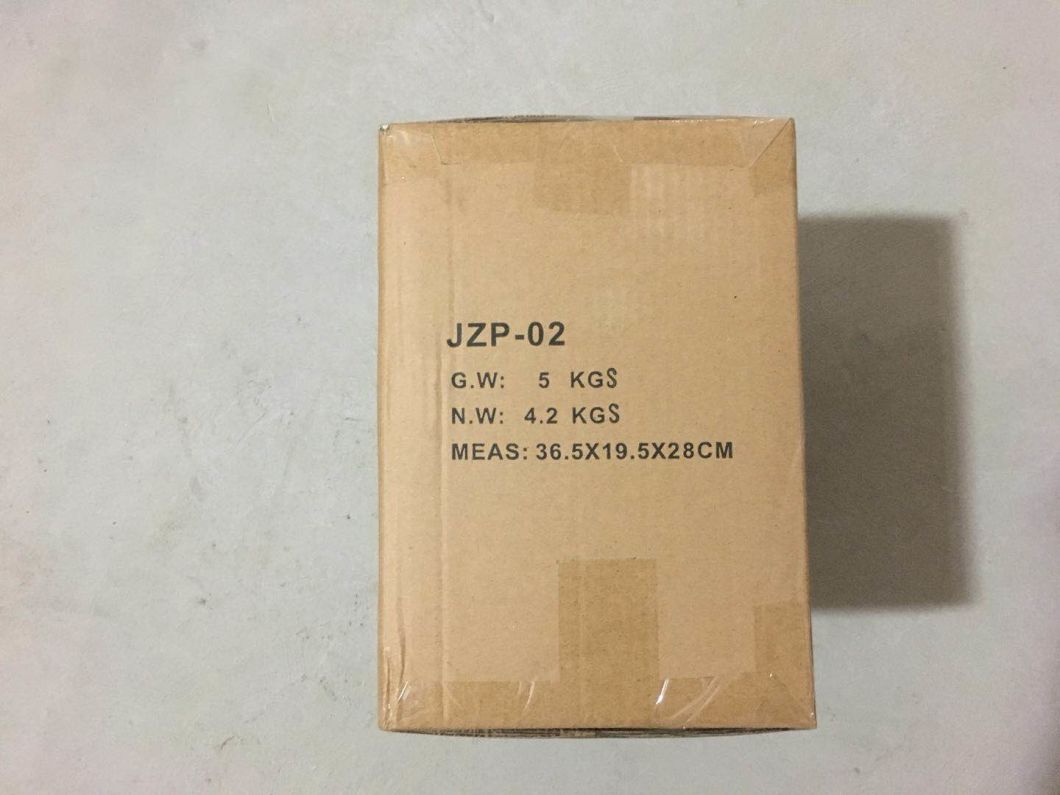 JZP-02
G.W: 5 KGS
N.W: 4.2 KGS
MEAS: 36.5X19.5X28CM